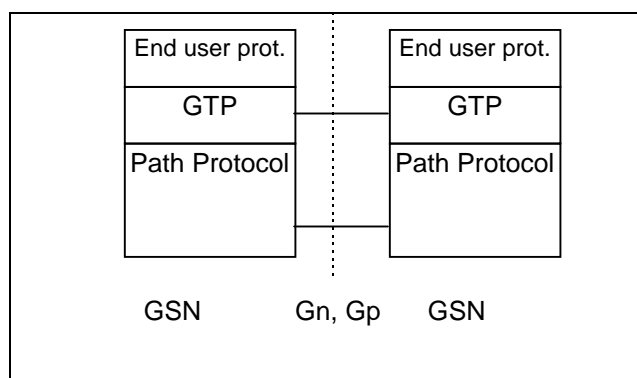 End user prot. End user prot.
GTP GTP
Path Protocol Path Protocol
GSN Gn, Gp GSN